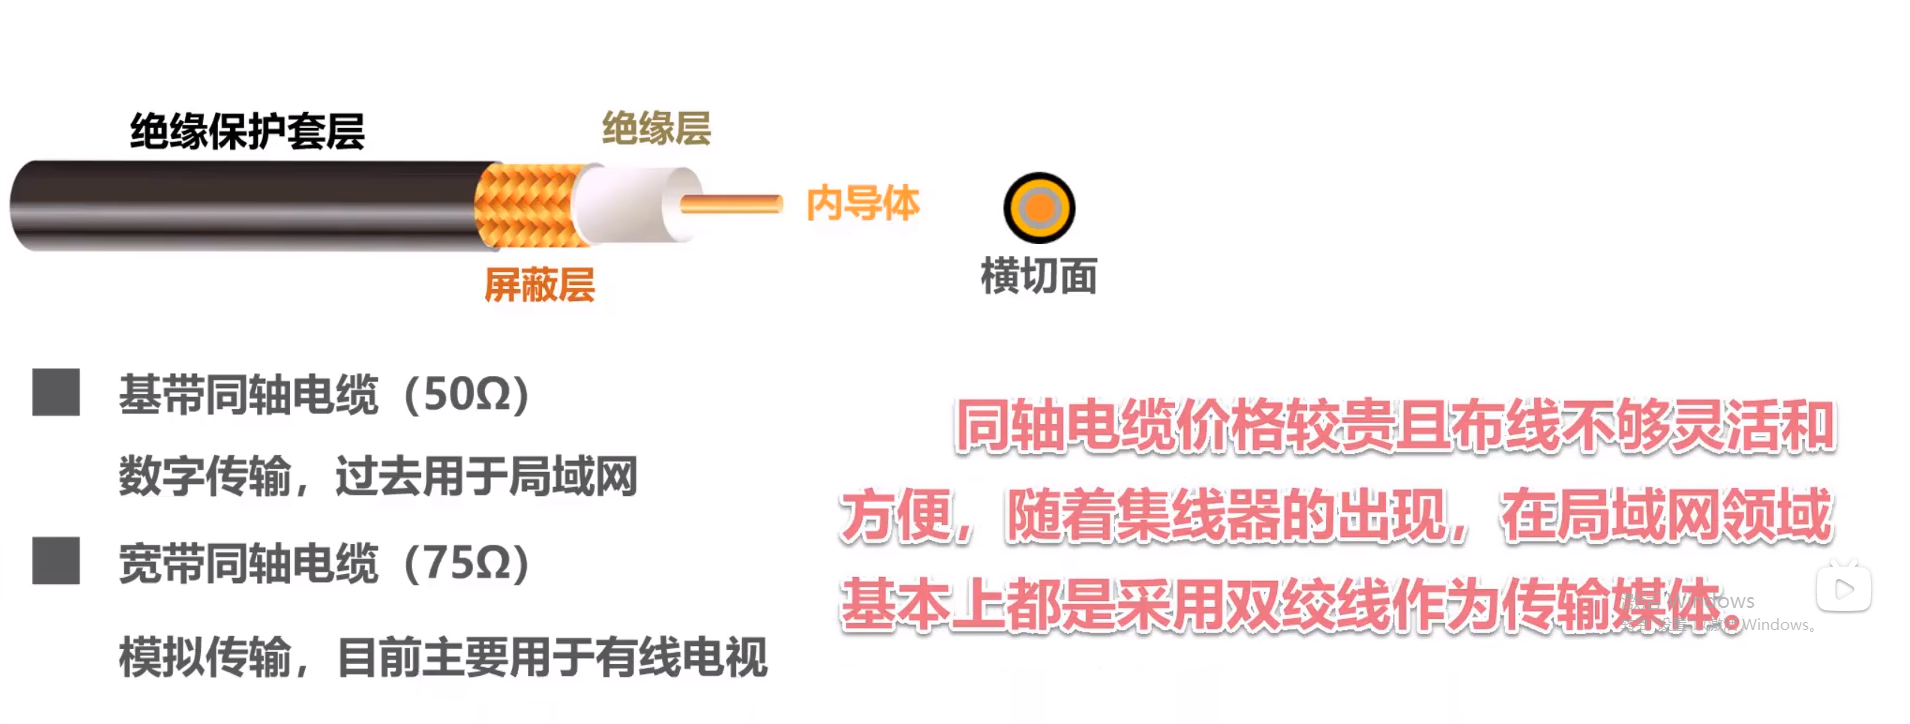 绝缘保护套层
绝缘层
内导体
屏蔽层
横切面
基带同轴电缆（50Ω）
数字传输，过去用于局域网
宽带同轴电缆（75Ω）
模拟传输，目前主要用于有线电视
同轴电缆价格较贵且布线不够灵活和
方便，随着集线器的出现，在局域网领域
基本上都是采用双绞线作为传输媒体。
Windows
Windows。